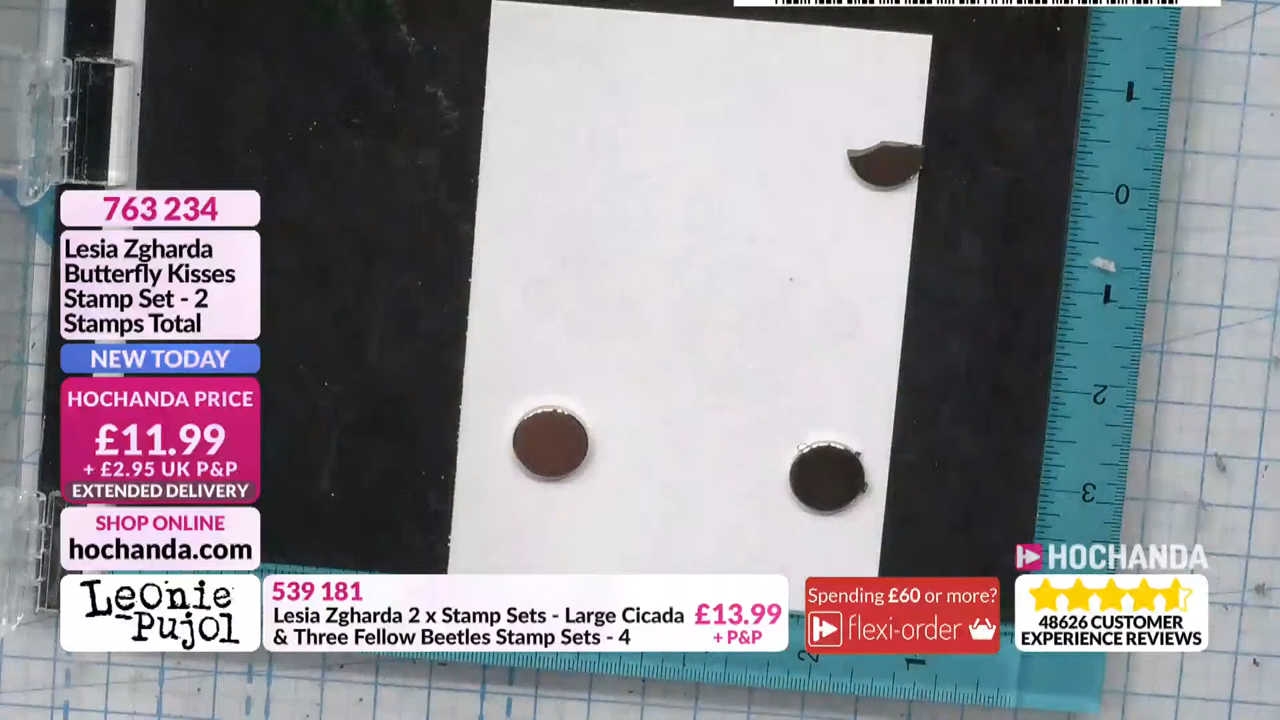 763 234
Lesia Zgharda
Butterfly Kisses
Stamp Set - 2
Stamps Total
NEW TODAY
HOCHANDA PRICE
£11.99
+ £2.95 UK P&P
EXTENDED DELIVERY
SHOP ONLINE
hochanda.com
Leonie
Pujol
539 181
Lesia Zgharda 2 x Stamp Sets - Large Cicada
& Three Fellow Beetles Stamp Sets - 4
£13.99
+ P&P
Spending £60 or more?
flexi-order
HOCHANDA
48626 CUSTOMER
EXPERIENCE REVIEWS
1
0
1
2
3
2
1